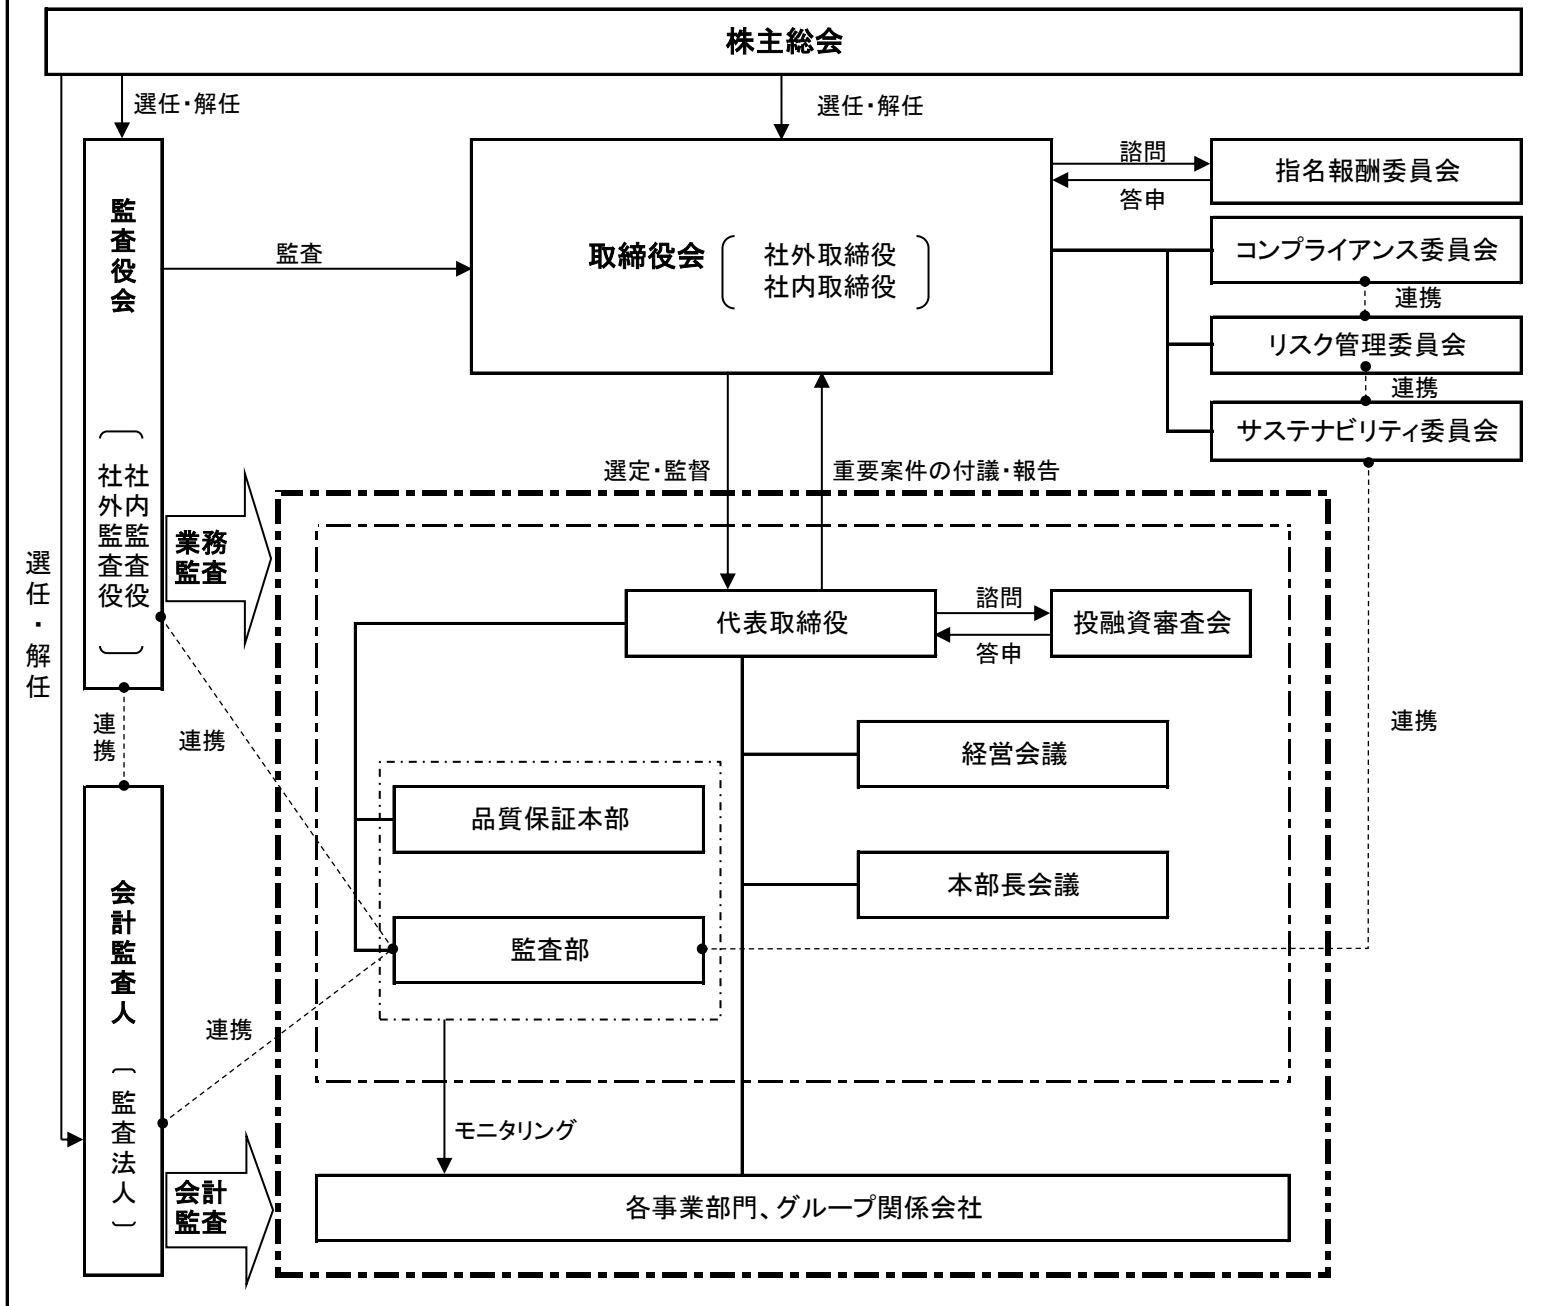 株主総会
選任・解任
選任・解任
監査役会
社内監査役
社外監査役
監査
取締役会
社外取締役
社内取締役
諮問
答申
指名報酬委員会
コンプライアンス委員会
連携
リスク管理委員会
連携
サステナビリティ委員会
選定・監督
重要案件の付議・報告
業務
監査
選任・解任
代表取締役
諮問
答申
投融資審査会
連携
連携
連携
経営会議
品質保証本部
本部長会議
監査部
会計監査人
〔監査法人〕
連携
モニタリング
会計
監査
各事業部門、グループ関係会社